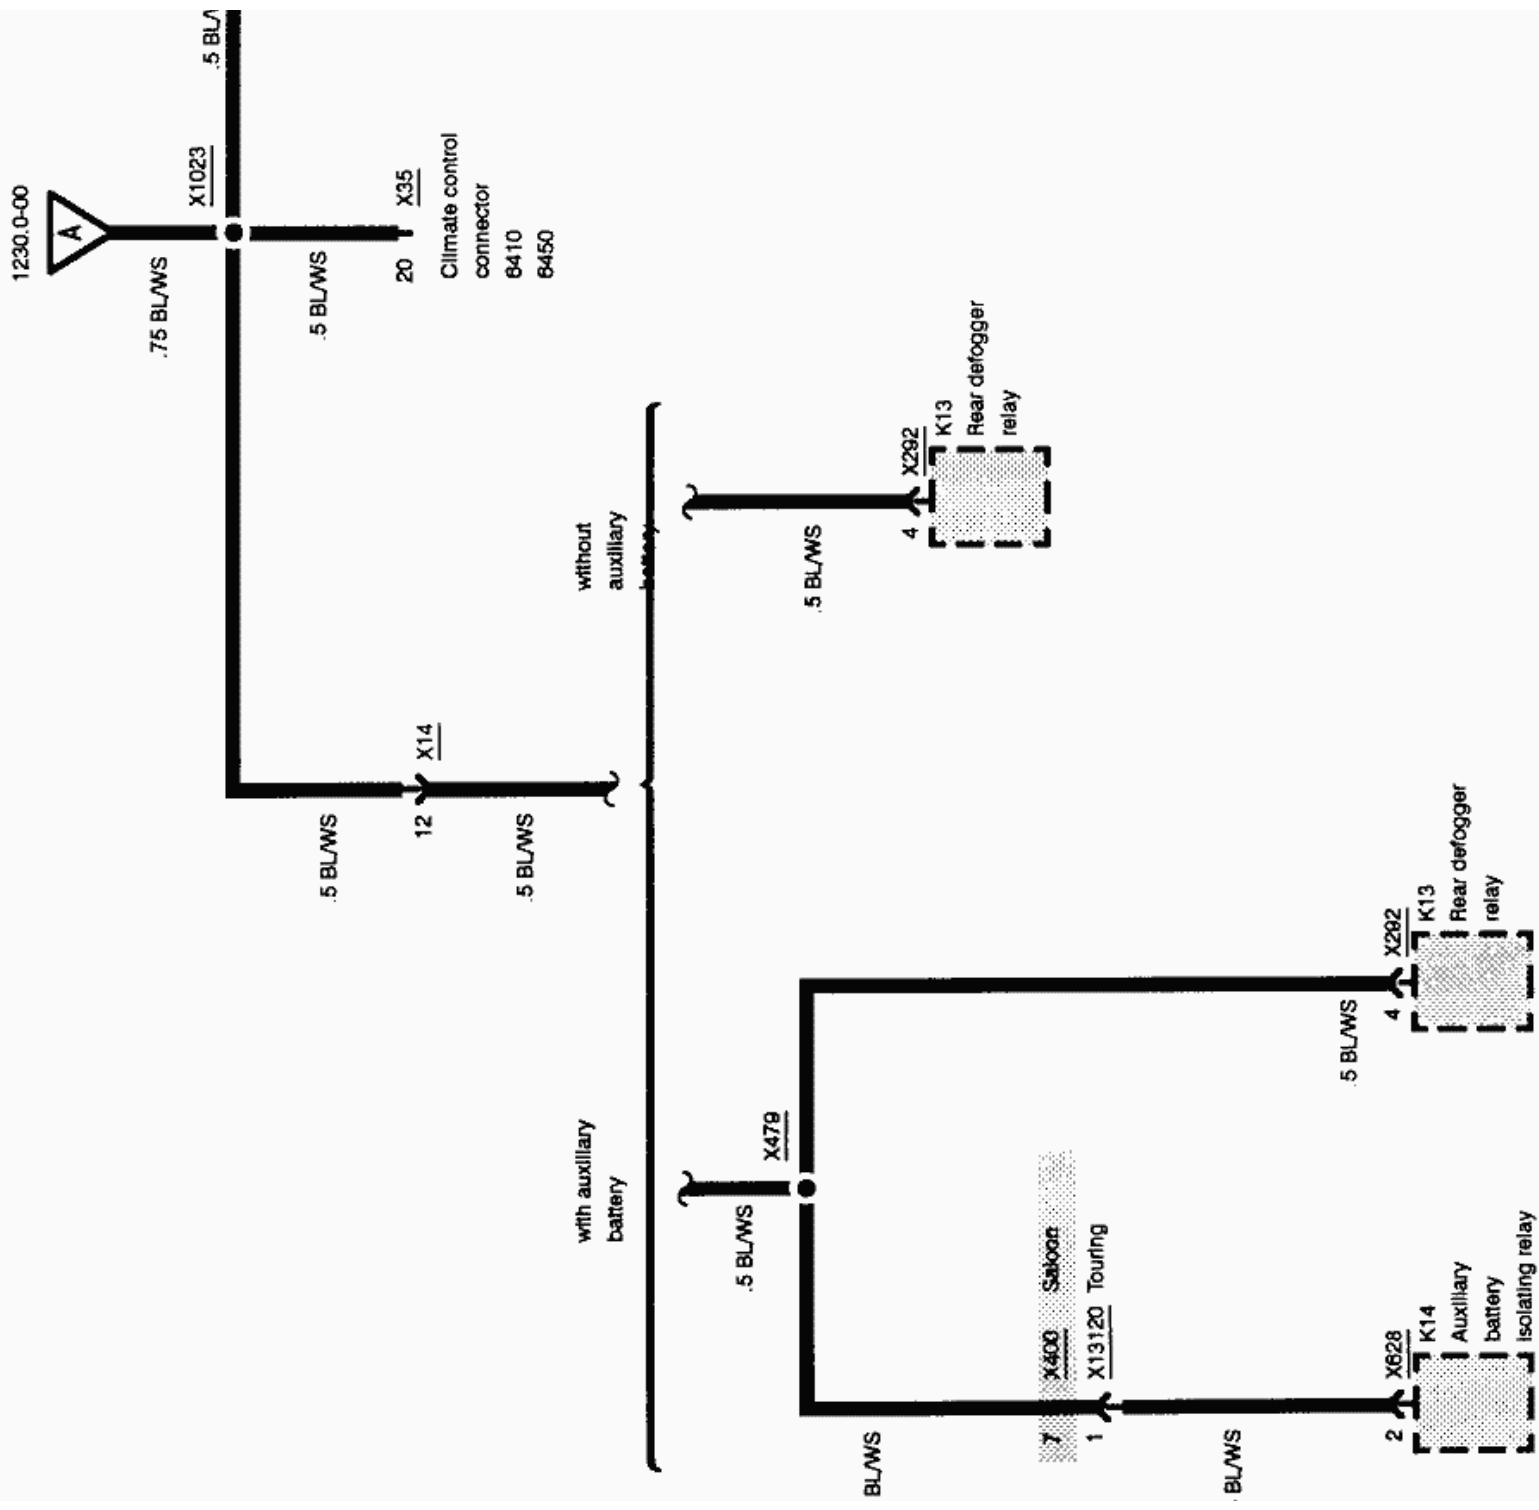 1230.0-00
A
.75 BL/WS
X1023
.5 BL/
.5 BL/WS
20
X35
Climate control
connector
6410
6450
.5 BL/WS
12
X14
.5 BL/WS
without
auxiliary
battery
.5 BL/WS
4
X292
K13
Rear defogger
relay
with auxiliary
battery
.5 BL/WS
X479
.5 BL/WS
4
X292
K13
Rear defogger
relay
BL/WS
7 X400 Saloon
1 X13120 Touring
BL/WS
2
X628
K14
Auxiliary
battery
isolating relay